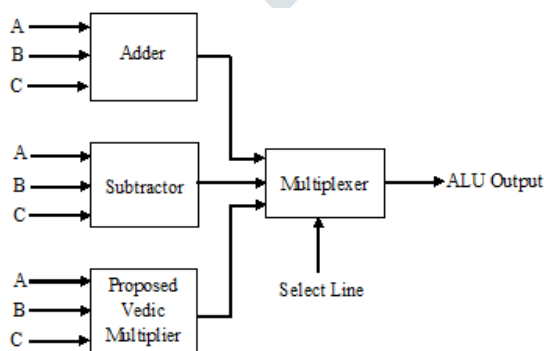 A
B
C
Adder
A
B
C
Subtractor
Multiplexer
ALU Output
Select Line
A
B
C
Proposed
Vedic
Multiplier